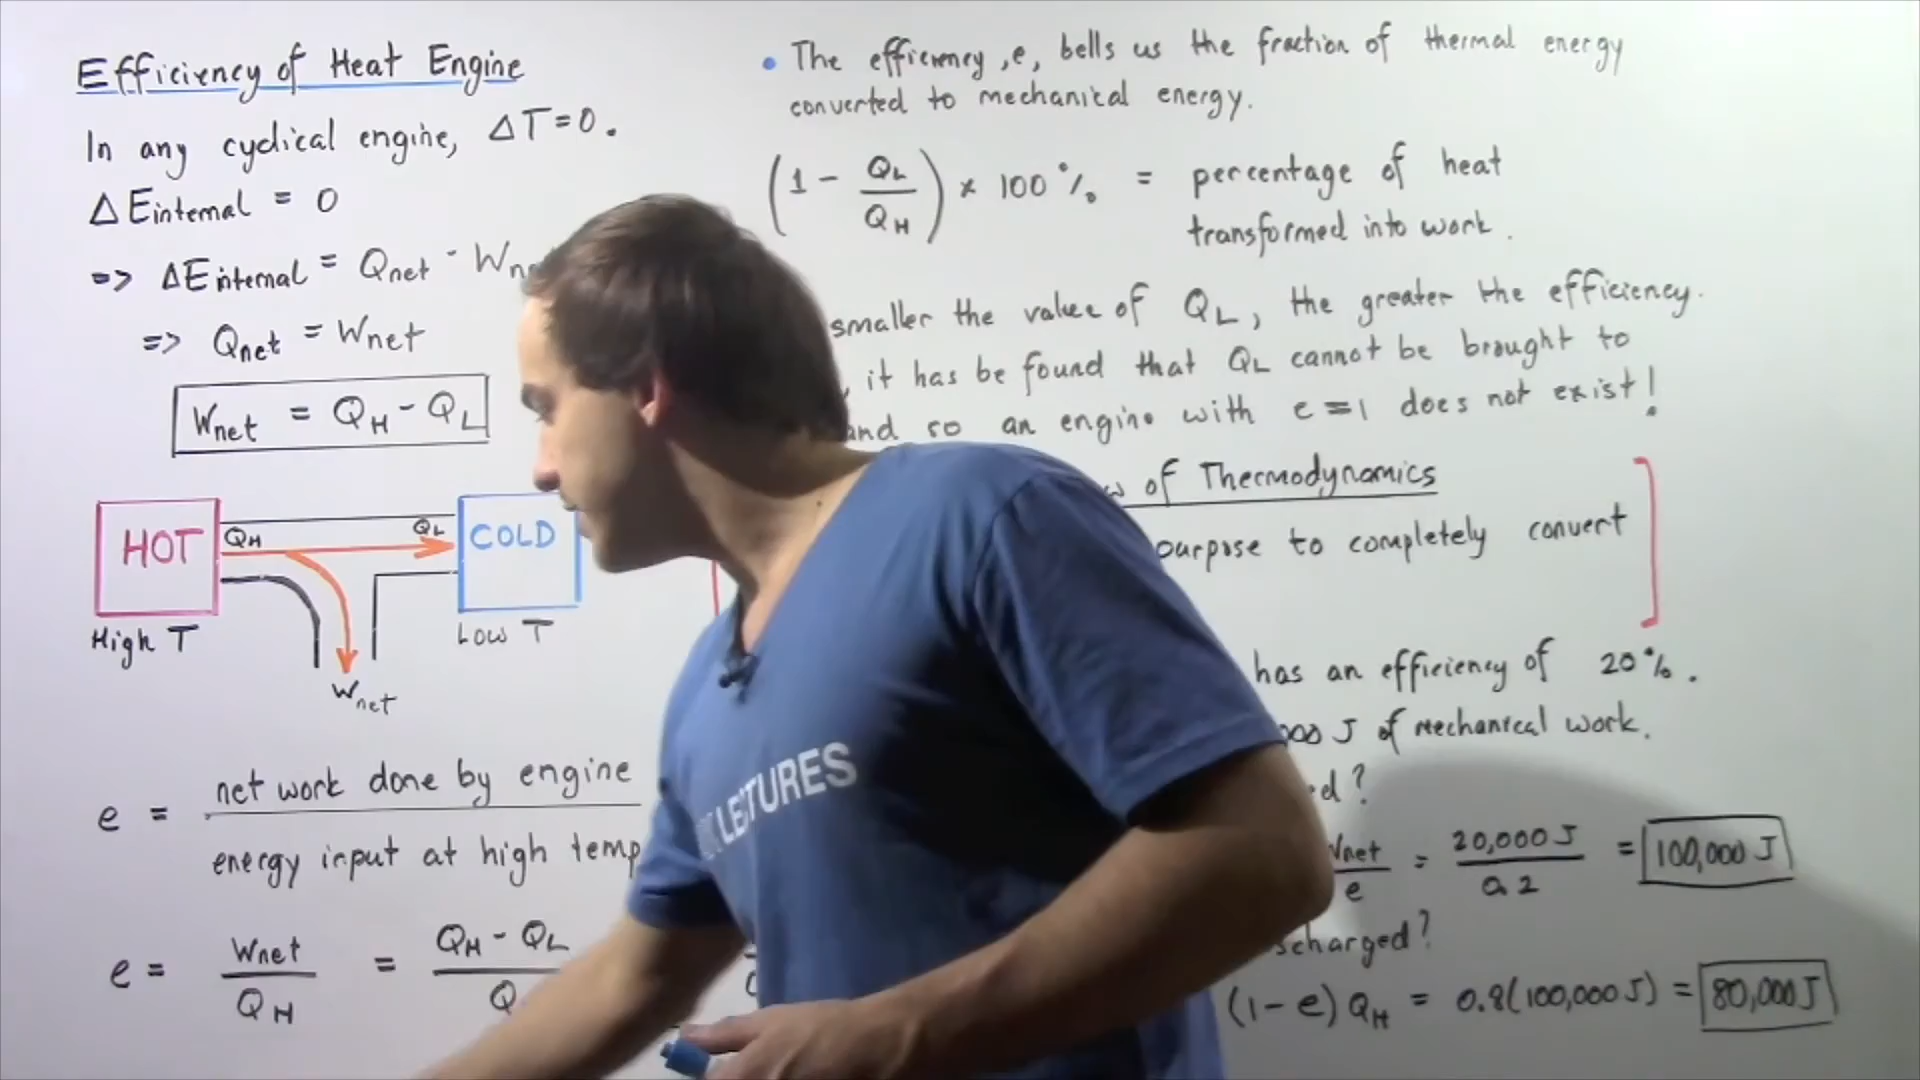 Efficiency of Heat Engine
In any cyclical engine, ΔT=0.
ΔEinternal = 0
=> ΔEinternal = Qnet - Wn
=> Qnet = Wnet
Wnet = QH - QL
HOT QH QL COLD
High T Low T
Wnet
e = net work done by engine
energy input at high temp
e = Wnet / QH = QH - QL / Q
• The efficiency, e, bells us the fraction of thermal energy
converted to mechanical energy.
(1 - QL / QH) × 100 % = percentage of heat
transformed into work.
smaller the value of QL, the greater the efficiency.
, it has be found that QL cannot be brought to
and so an engine with e=1 does not exist!
of Thermodynamics
purpose to completely convert
has an efficiency of 20%.
000 J of mechanical work.
ed?
Wnet / e = 20,000 J / 0.2 = 100,000 J
scharged?
(1-e) QH = 0.8(100,000 J) = 80,000 J
LECTURES